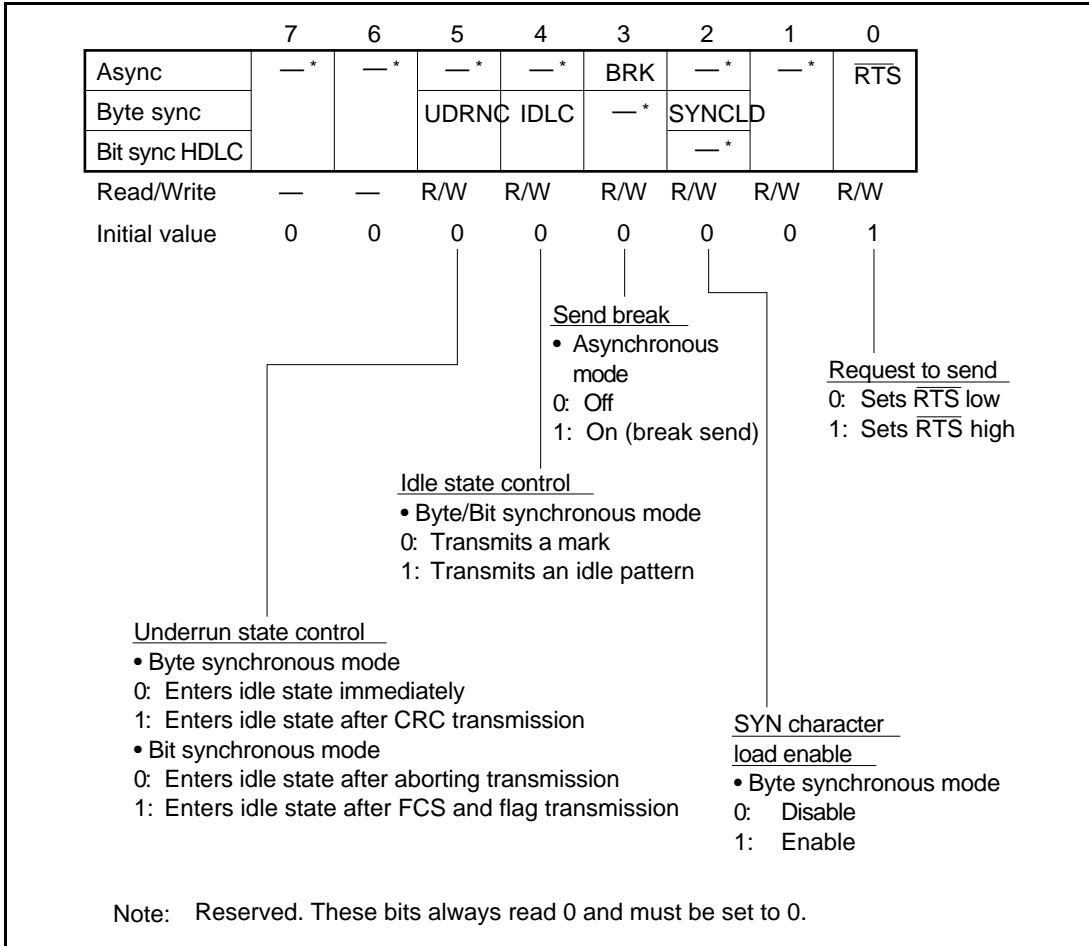 7 6 5 4 3 2 1 0
Async —* —* —* —* BRK —* —* RTS
Byte sync UDRNC IDLC —* SYNCLD
Bit sync HDLC —*
Read/Write — — R/W R/W R/W R/W R/W R/W
Initial value 0 0 0 0 0 0 0 1
Send break
• Asynchronous
mode
0: Off
1: On (break send)
Request to send
0: Sets RTS low
1: Sets RTS high
Idle state control
• Byte/Bit synchronous mode
0: Transmits a mark
1: Transmits an idle pattern
Underrun state control
• Byte synchronous mode
0: Enters idle state immediately
1: Enters idle state after CRC transmission
• Bit synchronous mode
0: Enters idle state after aborting transmission
1: Enters idle state after FCS and flag transmission
SYN character
load enable
• Byte synchronous mode
0: Disable
1: Enable
Note: Reserved. These bits always read 0 and must be set to 0.